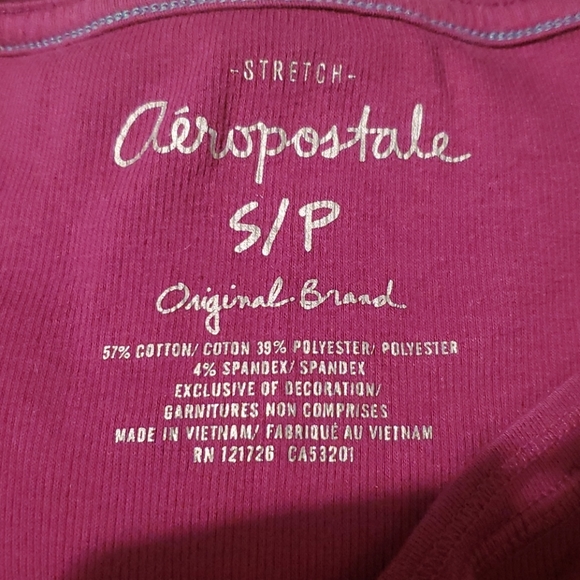 -STRETCH-
aéropostale
S/P
Original Brand
57% COTTON/ COTON 39% POLYESTER/ POLYESTER
4% SPANDEX/ SPANDEX
EXCLUSIVE OF DECORATION/
GARNITURES NON COMPRISES
MADE IN VIETNAM/ FABRIQUÉ AU VIETNAM
RN 121726 CA53201